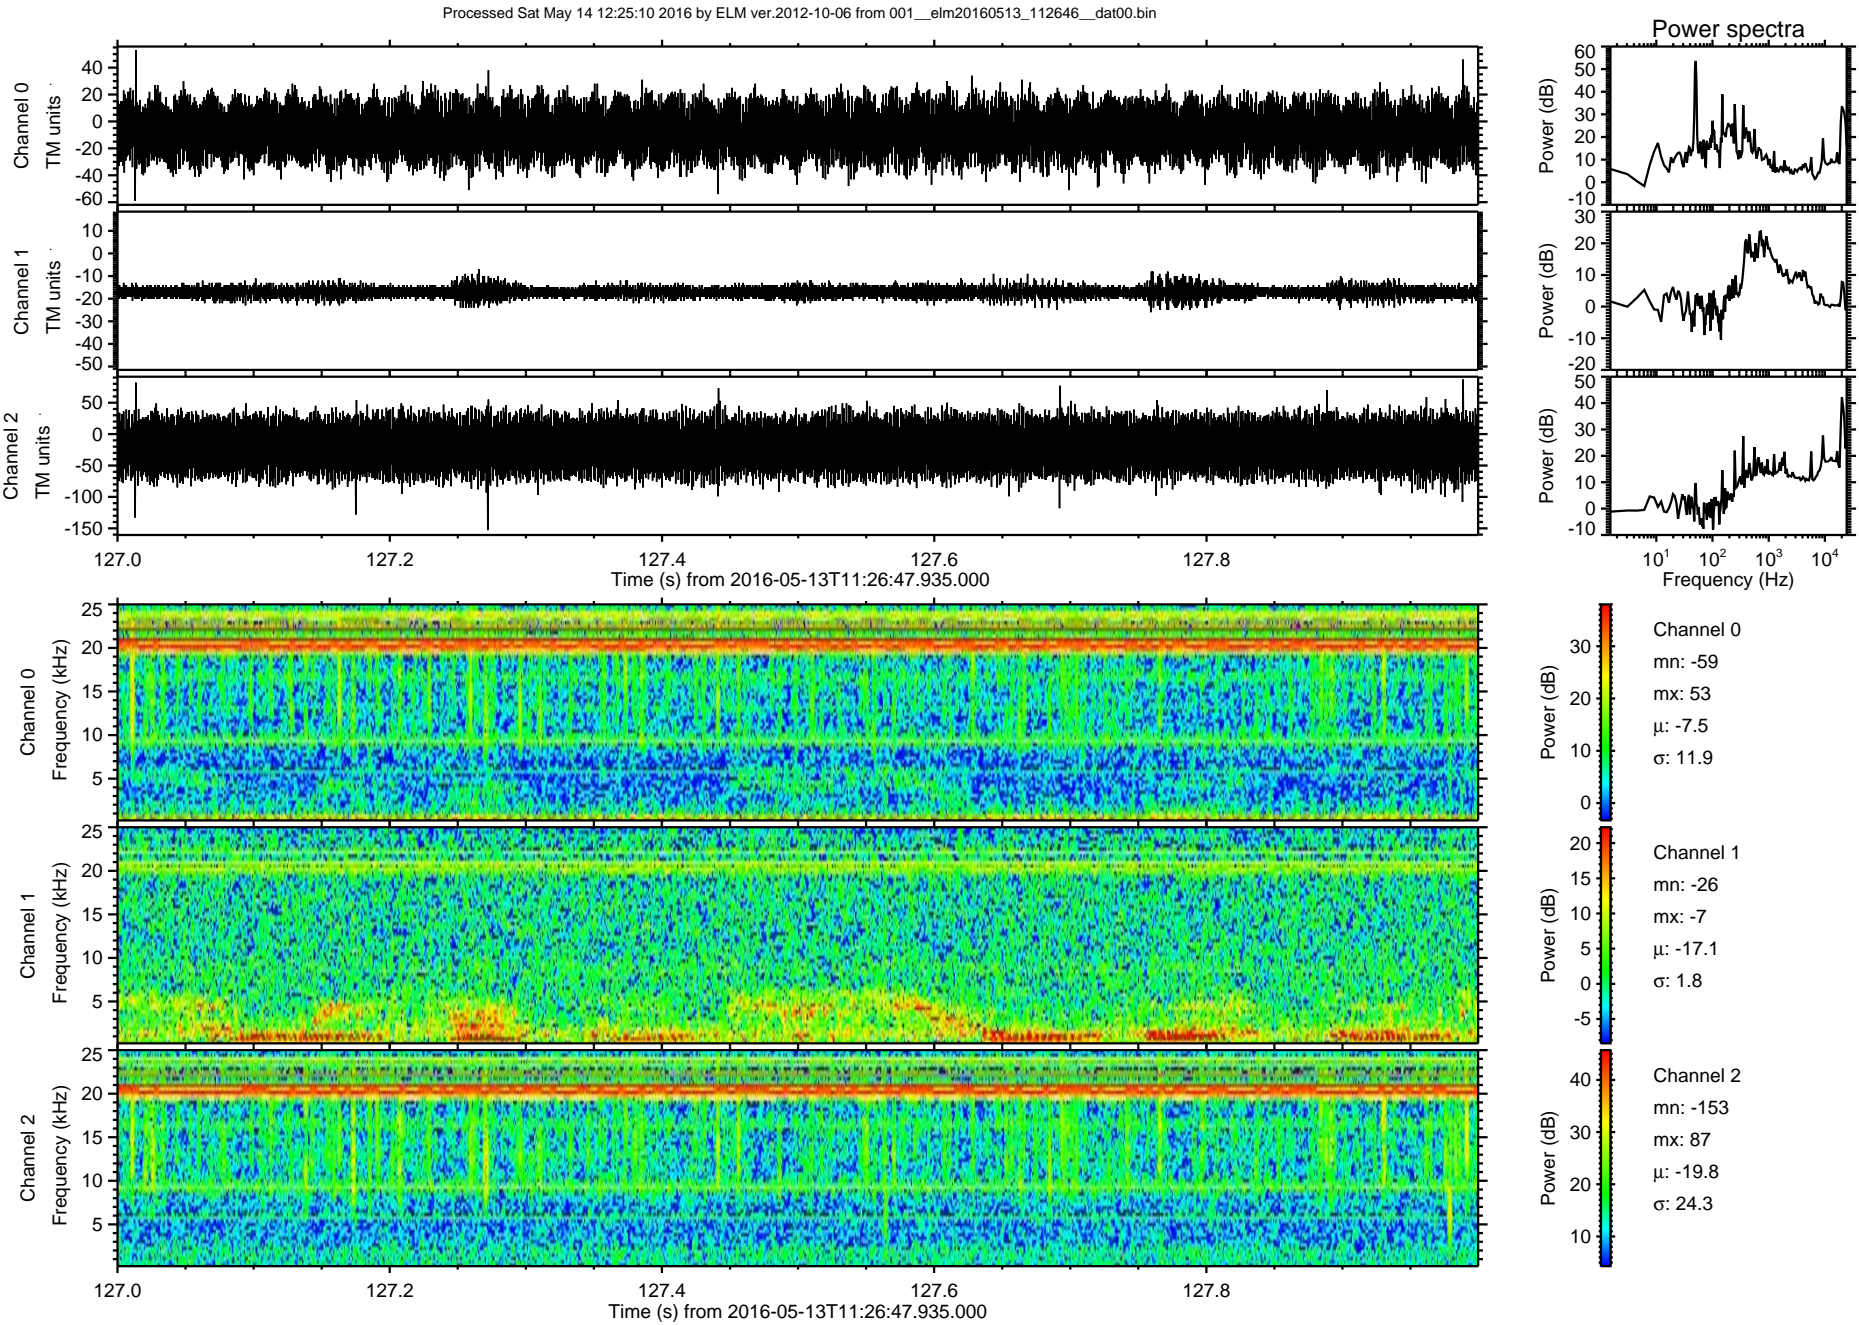 Processed Sat May 14 12:25:10 2016 by ELM ver.2012-10-06 from 001__elm20160513_112646__dat00.bin
Power spectra
Channel 0
TM units
40
20
0
-20
-40
-60
Power (dB)
60
50
40
30
20
10
0
-10
Channel 1
TM units
10
0
-10
-20
-30
-40
-50
Power (dB)
30
20
10
0
-10
-20
Channel 2
TM units
50
0
-50
-100
-150
Power (dB)
50
40
30
20
10
0
-10
127.0 127.2 127.4 127.6 127.8
Time (s) from 2016-05-13T11:26:47.935.000
10¹ 10² 10³ 10⁴
Frequency (Hz)
Channel 0
Frequency (kHz)
25
20
15
10
5
Power (dB)
30
20
10
0
Channel 0
mn: -59
mx: 53
μ: -7.5
σ: 11.9
Channel 1
Frequency (kHz)
25
20
15
10
5
Power (dB)
20
15
10
5
0
-5
Channel 1
mn: -26
mx: -7
μ: -17.1
σ: 1.8
Channel 2
Frequency (kHz)
25
20
15
10
5
Power (dB)
40
30
20
10
Channel 2
mn: -153
mx: 87
μ: -19.8
σ: 24.3
127.0 127.2 127.4 127.6 127.8
Time (s) from 2016-05-13T11:26:47.935.000